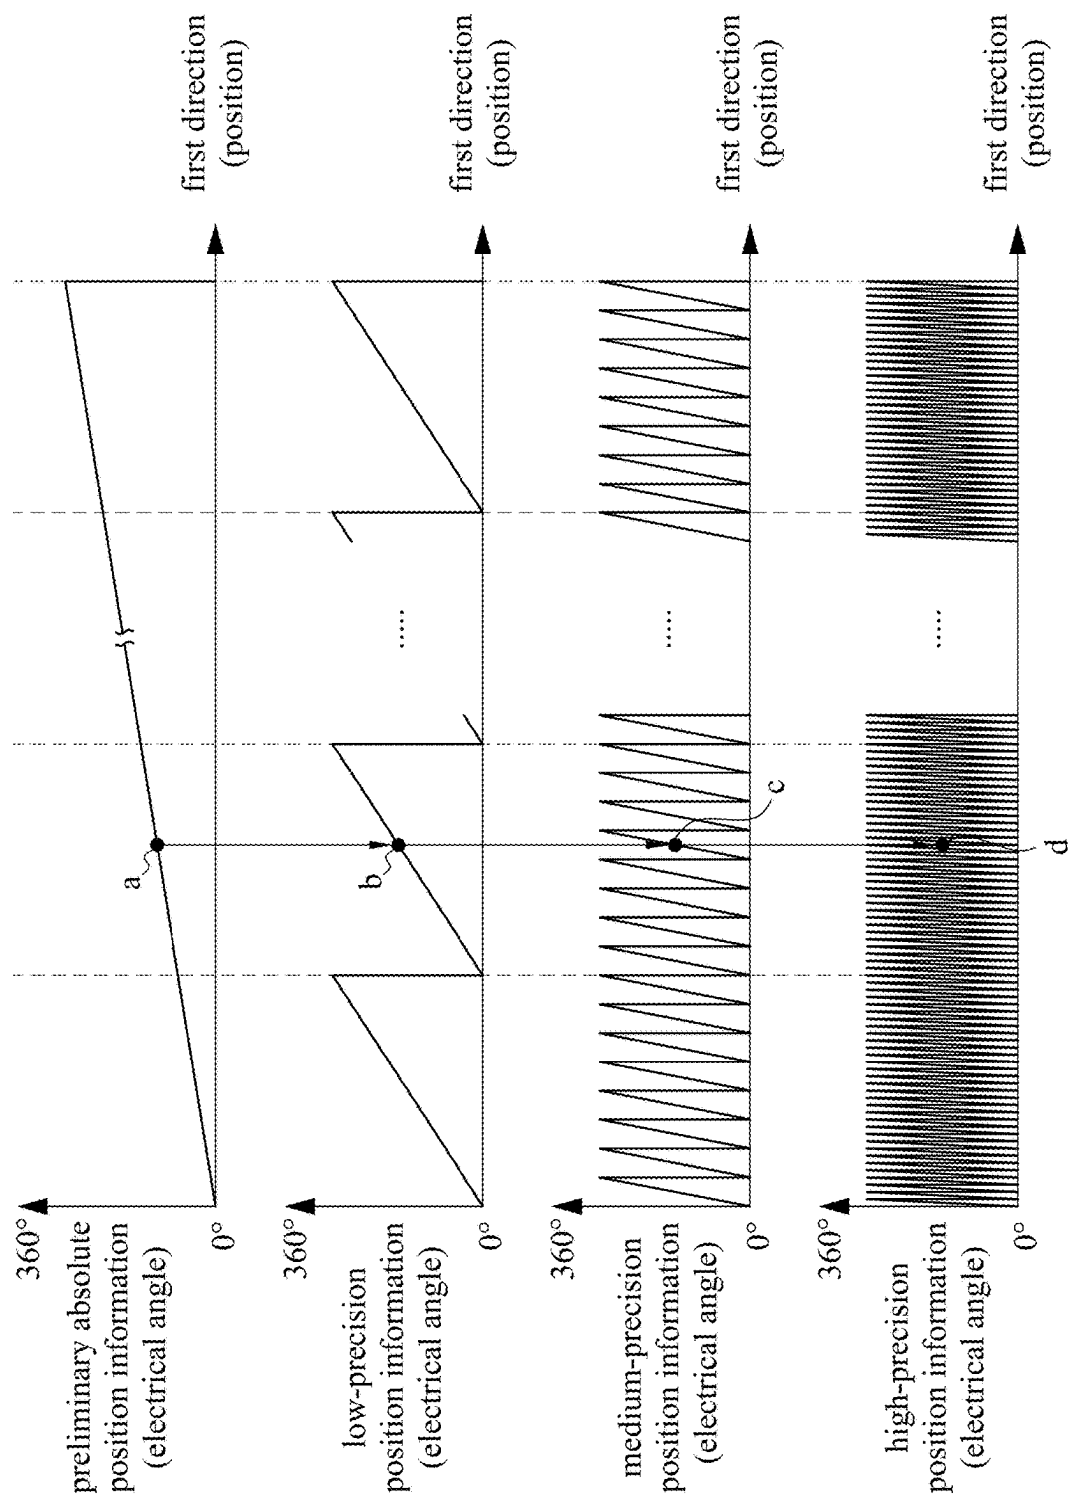 360°
preliminary absolute
position information
(electrical angle)
0°
a
first direction
(position)
360°
low-precision
position information
(electrical angle)
0°
b
.....
first direction
(position)
360°
medium-precision
position information
(electrical angle)
0°
c
.....
first direction
(position)
360°
high-precision
position information
(electrical angle)
0°
d
.....
first direction
(position)